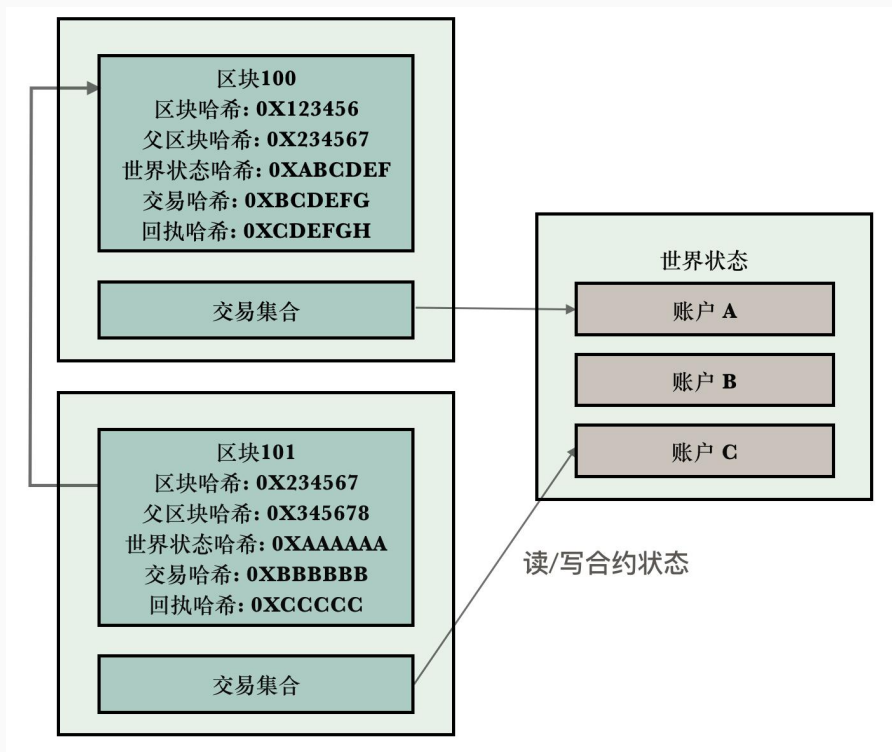 区块100
区块哈希: 0X123456
父区块哈希: 0X234567
世界状态哈希: 0XABCDEF
交易哈希: 0XBCDEFG
回执哈希: 0XCDEFGH
交易集合
区块101
区块哈希: 0X234567
父区块哈希: 0X345678
世界状态哈希: 0XAAAAAA
交易哈希: 0XBBBBBB
回执哈希: 0XCCCCC
交易集合
世界状态
账户 A
账户 B
账户 C
读/写合约状态